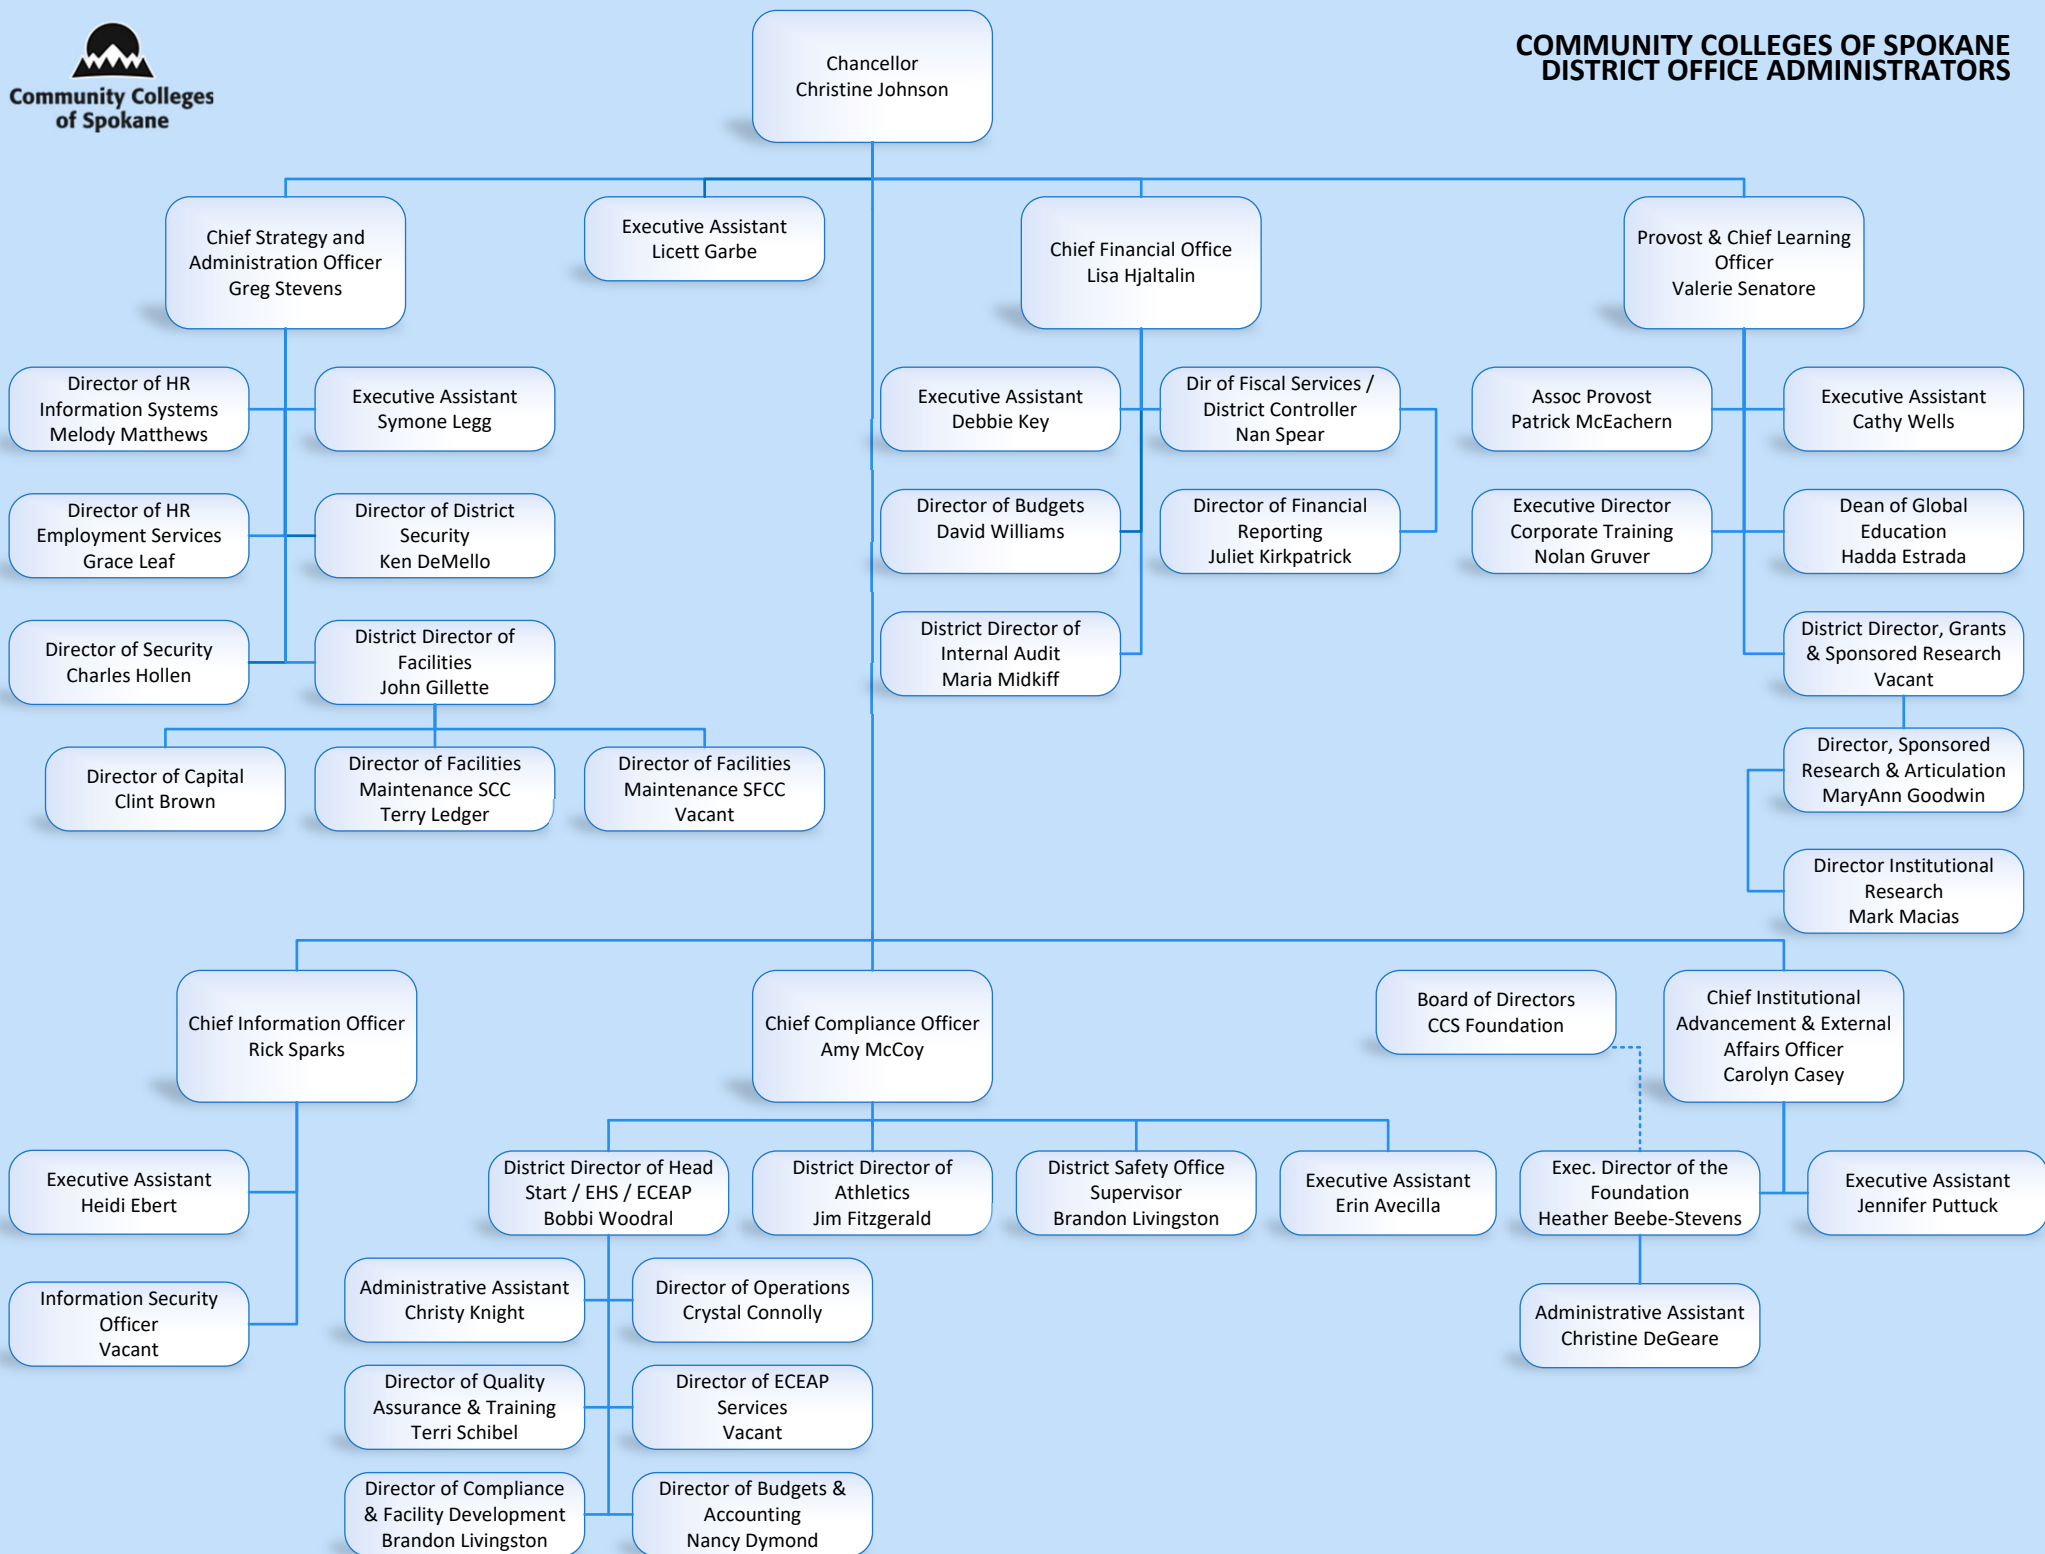 Community Colleges
of Spokane
COMMUNITY COLLEGES OF SPOKANE
DISTRICT OFFICE ADMINISTRATORS
Chancellor
Christine Johnson
Chief Strategy and
Administration Officer
Greg Stevens
Executive Assistant
Licett Garbe
Chief Financial Office
Lisa Hjaltalin
Provost & Chief Learning
Officer
Valerie Senatore
Director of HR
Information Systems
Melody Matthews
Executive Assistant
Symone Legg
Executive Assistant
Debbie Key
Dir of Fiscal Services /
District Controller
Nan Spear
Assoc Provost
Patrick McEachern
Executive Assistant
Cathy Wells
Director of HR
Employment Services
Grace Leaf
Director of District
Security
Ken DeMello
Director of Budgets
David Williams
Director of Financial
Reporting
Juliet Kirkpatrick
Executive Director
Corporate Training
Nolan Gruver
Dean of Global
Education
Hadda Estrada
Director of Security
Charles Hollen
District Director of
Facilities
John Gillette
District Director of
Internal Audit
Maria Midkiff
District Director, Grants
& Sponsored Research
Vacant
Director of Capital
Clint Brown
Director of Facilities
Maintenance SCC
Terry Ledger
Director of Facilities
Maintenance SFCC
Vacant
Director, Sponsored
Research & Articulation
MaryAnn Goodwin
Director Institutional
Research
Mark Macias
Chief Information Officer
Rick Sparks
Chief Compliance Officer
Amy McCoy
Board of Directors
CCS Foundation
Chief Institutional
Advancement & External
Affairs Officer
Carolyn Casey
Executive Assistant
Heidi Ebert
District Director of Head
Start / EHS / ECEAP
Bobbi Woodral
District Director of
Athletics
Jim Fitzgerald
District Safety Office
Supervisor
Brandon Livingston
Executive Assistant
Erin Avecilla
Exec. Director of the
Foundation
Heather Beebe-Stevens
Executive Assistant
Jennifer Puttuck
Information Security
Officer
Vacant
Administrative Assistant
Christy Knight
Director of Operations
Crystal Connolly
Administrative Assistant
Christine DeGeare
Director of Quality
Assurance & Training
Terri Schibel
Director of ECEAP
Services
Vacant
Director of Compliance
& Facility Development
Brandon Livingston
Director of Budgets &
Accounting
Nancy Dymond